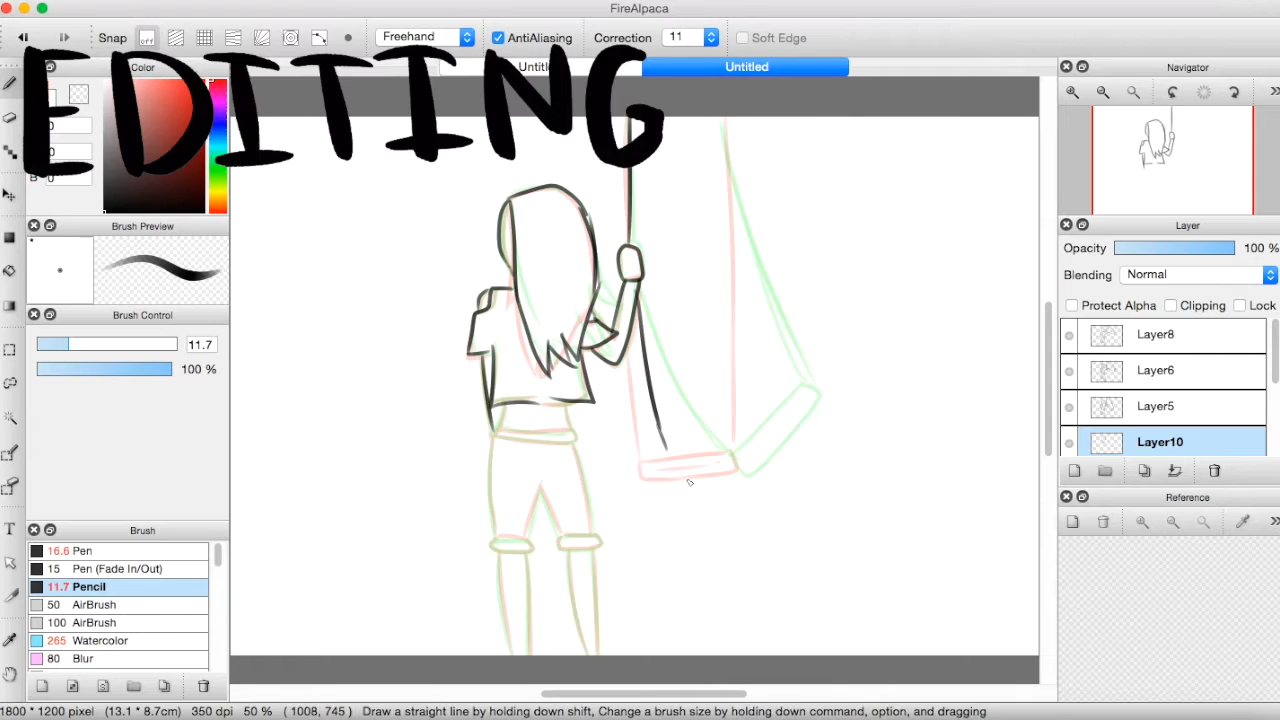 FireAlpaca
Snap off Freehand AntiAliasing Correction 11 Soft Edge
EDITING
Color Untitled Navigator
0
0
B 0
Brush Preview Layer
*
Opacity 100 %
Blending Normal
Protect Alpha Clipping Lock
Brush Control
Layer8
11.7
100 %
Layer6
Layer5
Layer10
Reference
Brush
16.6 Pen
15 Pen (Fade In/Out)
11.7 Pencil
50 AirBrush
100 AirBrush
265 Watercolor
80 Blur
1800 * 1200 pixel (13.1 * 8.7cm) 350 dpi 50 % ( 1008, 745 ) Draw a straight line by holding down shift, Change a brush size by holding down command, option, and dragging